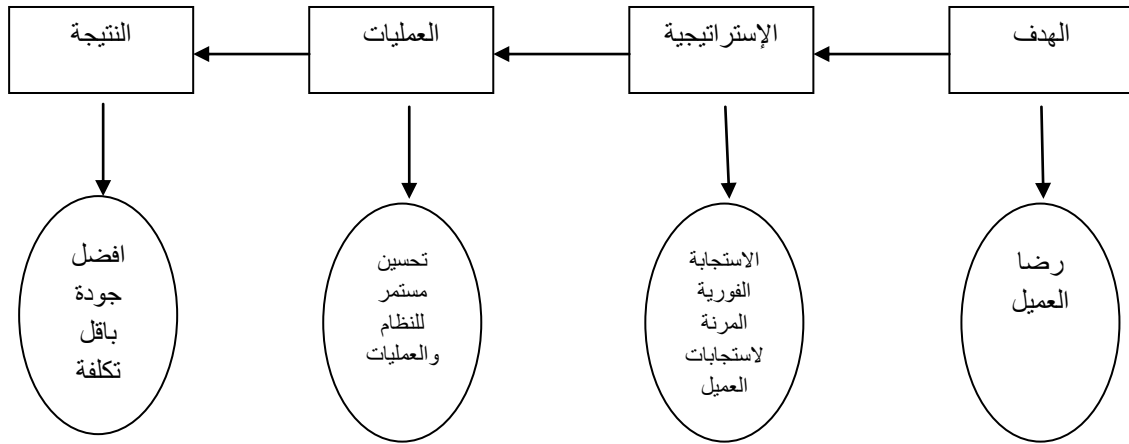 الهدف
الإستراتيجية
العمليات
النتيجة
رضا
العميل
الاستجابة
الفورية
المرنة
لاستجابات
العميل
تحسين
مستمر
للنظام
والعمليات
افضل
جودة
باقل
تكلفة